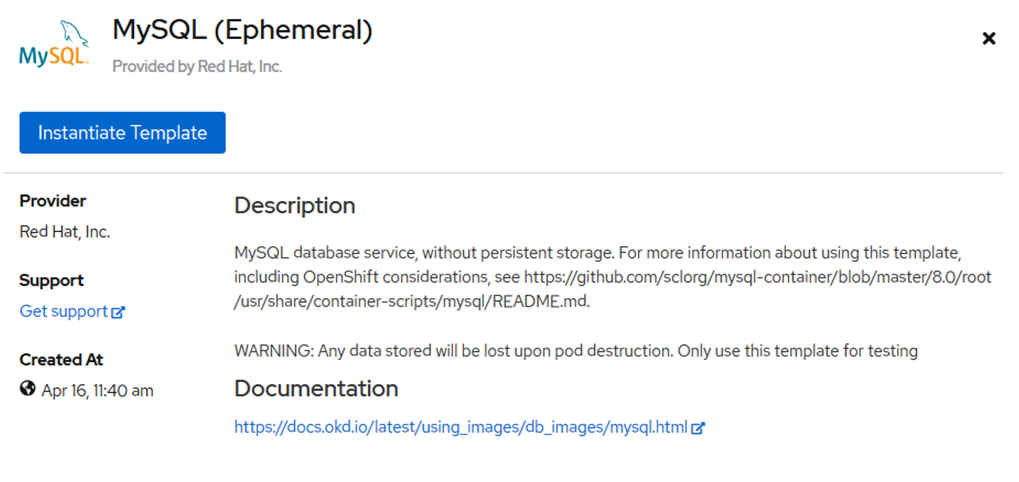 MySQL
MySQL (Ephemeral)
Provided by Red Hat, Inc.
Instantiate Template
Provider
Red Hat, Inc.
Support
Get support
Created At
Apr 16, 11:40 am
Description
MySQL database service, without persistent storage. For more information about using this template,
including OpenShift considerations, see https://github.com/sclorg/mysql-container/blob/master/8.0/root
/usr/share/container-scripts/mysql/README.md.
WARNING: Any data stored will be lost upon pod destruction. Only use this template for testing
Documentation
https://docs.okd.io/latest/using_images/db_images/mysql.html